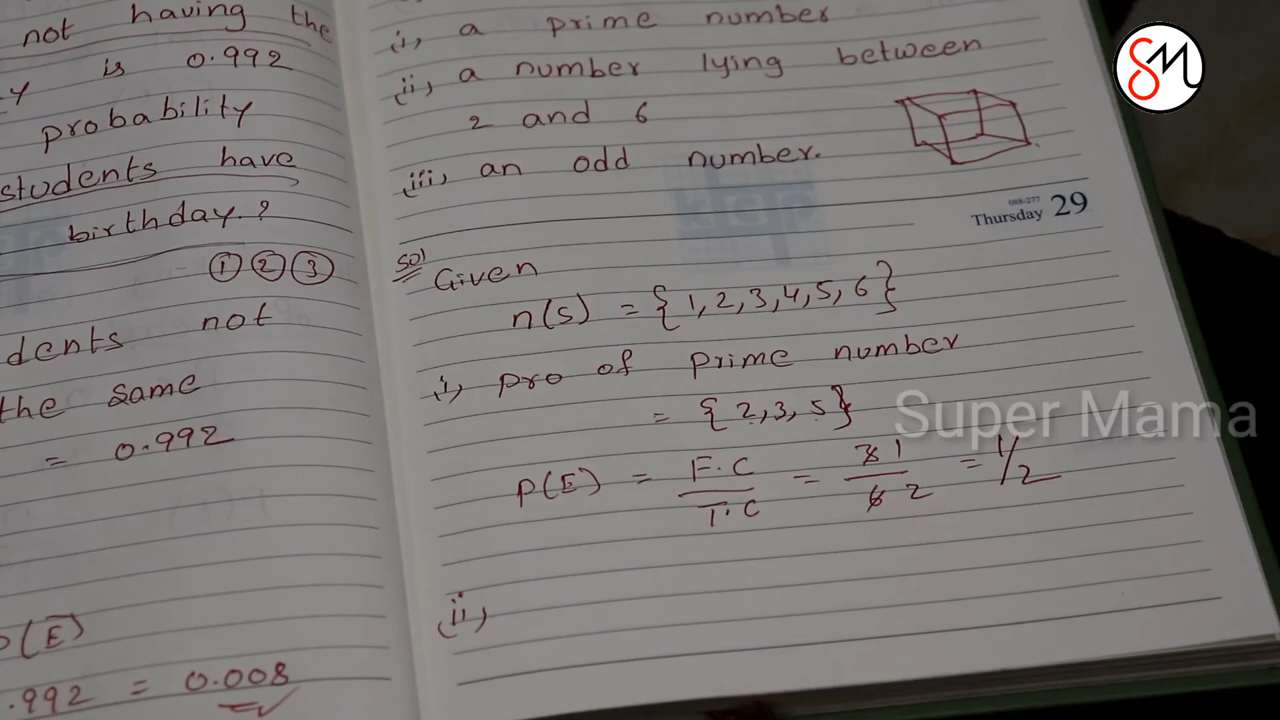 not having the
y is 0.992
probability
students have
birthday.?
① ② ③
dents not
the same
= 0.992
P(E̅)
.992 = 0.008
i, a prime number
(ii, a number lying between
2 and 6
(iii, an odd number.
088-277
Thursday 29
Sol
Given
n(s) = {1,2,3,4,5,6}
i, pro of prime number
= {2,3,5}
P(E) = F.C / T.C = 3 1 / 6 2 = 1/2
(ii,
SM
Super Mama